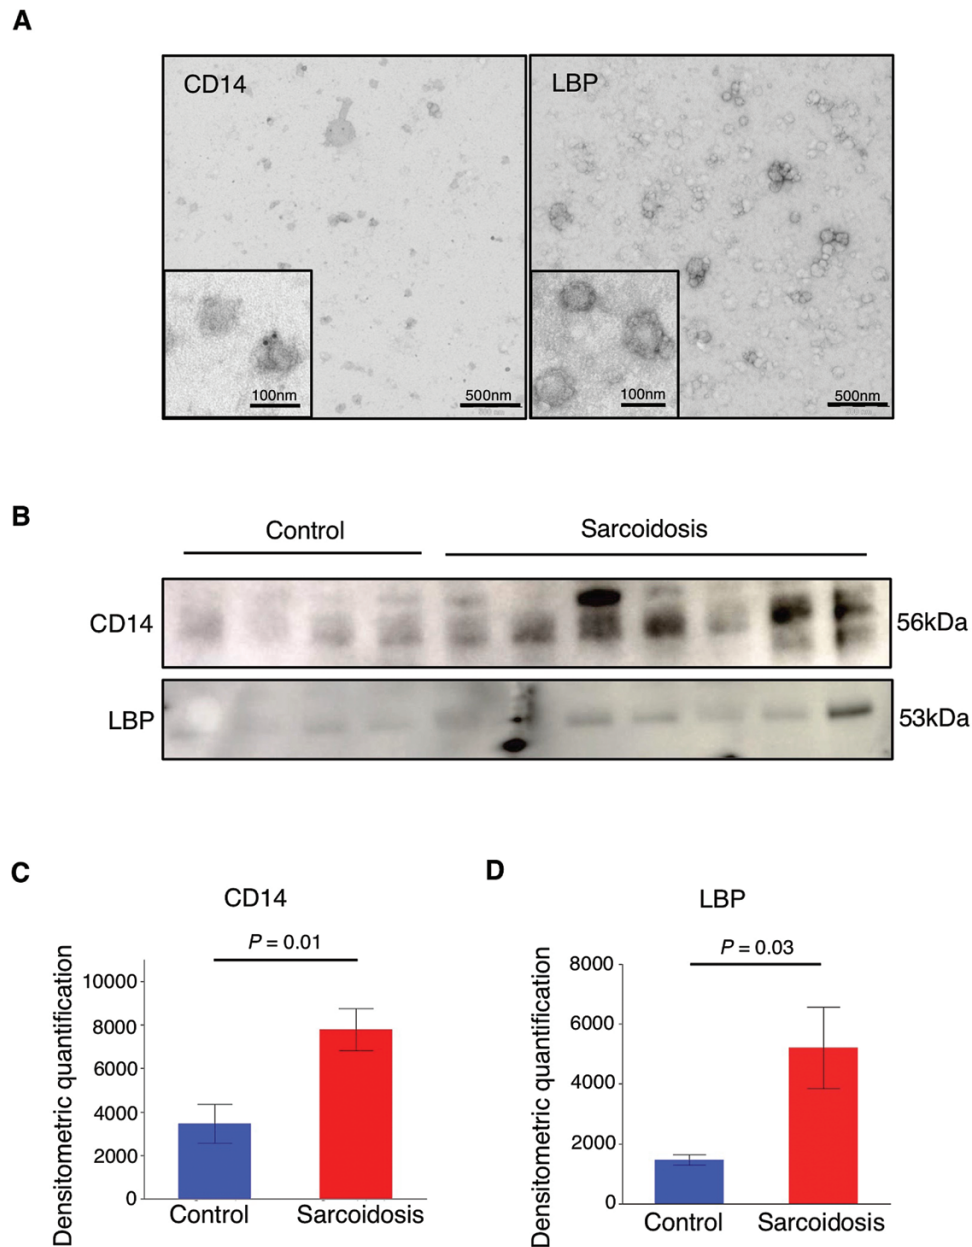 A
CD14
LBP
100nm
500nm
100nm
500nm
B
Control
Sarcoidosis
CD14
56kDa
LBP
53kDa
C
D
CD14
LBP
P = 0.01
P = 0.03
Densitometric quantification
10000
8000
6000
4000
2000
0
Control
Sarcoidosis
Densitometric quantification
8000
6000
4000
2000
0
Control
Sarcoidosis